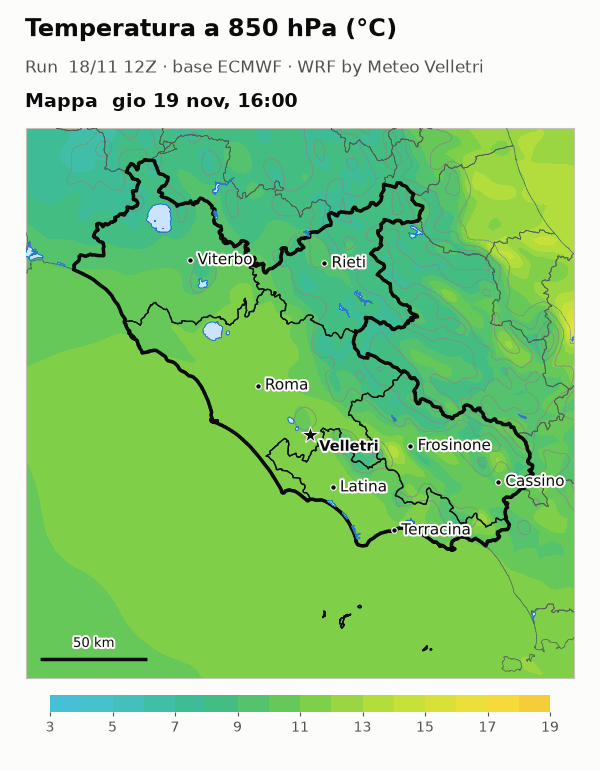 Temperatura a 850 hPa (°C)
Run 18/11 12Z · base ECMWF · WRF by Meteo Velletri
Mappa gio 19 nov, 16:00
Viterbo
Rieti
Roma
Velletri
Frosinone
Latina
Cassino
Terracina
50 km
3 5 7 9 11 13 15 17 19